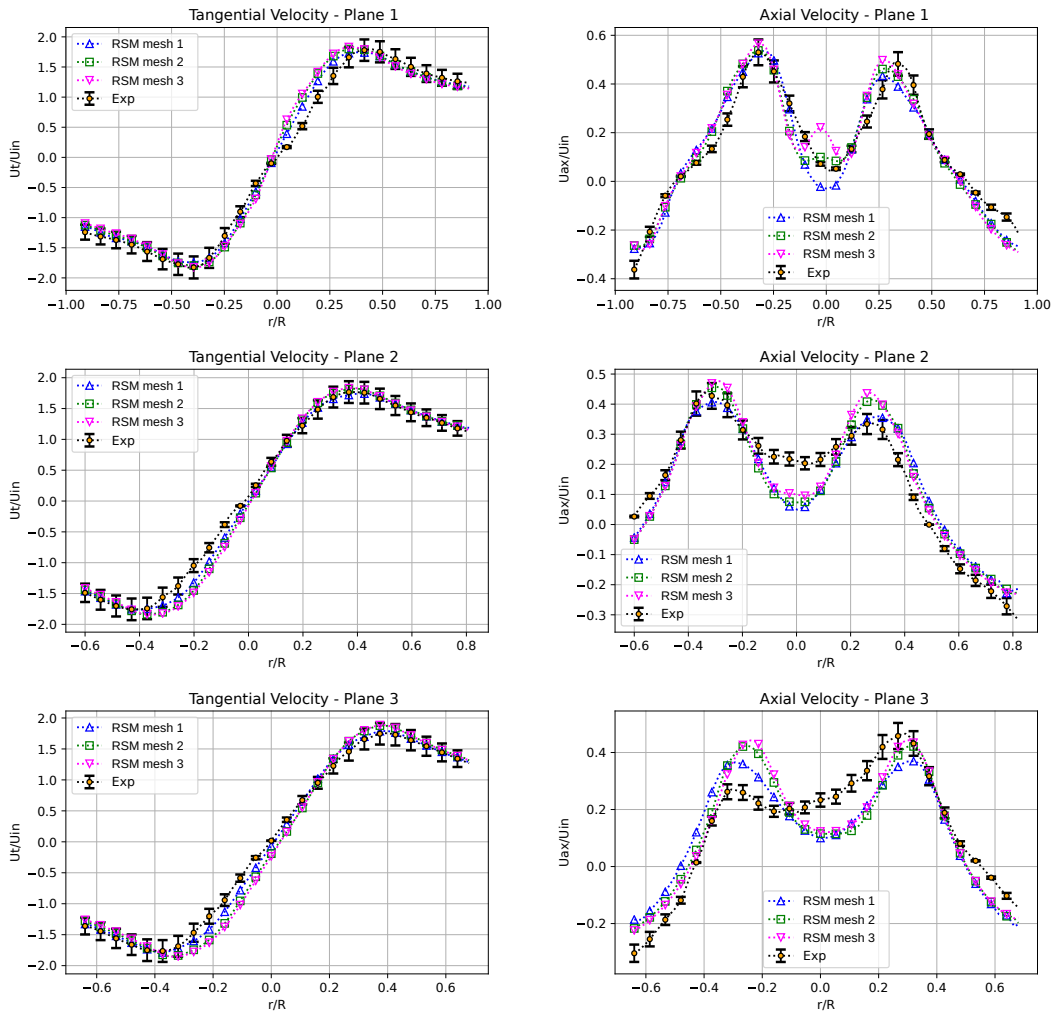 Tangential Velocity - Plane 1
2.0
1.5
1.0
0.5
0.0
−0.5
−1.0
−1.5
−2.0
Ut/Uin
RSM mesh 1
RSM mesh 2
RSM mesh 3
Exp
−1.00 −0.75 −0.50 −0.25 0.00 0.25 0.50 0.75 1.00
r/R
Axial Velocity - Plane 1
0.6
0.4
0.2
0.0
−0.2
−0.4
Uax/Uin
RSM mesh 1
RSM mesh 2
RSM mesh 3
Exp
−1.00 −0.75 −0.50 −0.25 0.00 0.25 0.50 0.75 1.00
r/R
Tangential Velocity - Plane 2
2.0
1.5
1.0
0.5
0.0
−0.5
−1.0
−1.5
−2.0
Ut/Uin
RSM mesh 1
RSM mesh 2
RSM mesh 3
Exp
−0.6 −0.4 −0.2 0.0 0.2 0.4 0.6 0.8
r/R
Axial Velocity - Plane 2
0.5
0.4
0.3
0.2
0.1
0.0
−0.1
−0.2
−0.3
Uax/Uin
RSM mesh 1
RSM mesh 2
RSM mesh 3
Exp
−0.6 −0.4 −0.2 0.0 0.2 0.4 0.6 0.8
r/R
Tangential Velocity - Plane 3
2.0
1.5
1.0
0.5
0.0
−0.5
−1.0
−1.5
−2.0
Ut/Uin
RSM mesh 1
RSM mesh 2
RSM mesh 3
Exp
−0.6 −0.4 −0.2 0.0 0.2 0.4 0.6
r/R
Axial Velocity - Plane 3
0.4
0.2
0.0
−0.2
Uax/Uin
RSM mesh 1
RSM mesh 2
RSM mesh 3
Exp
−0.6 −0.4 −0.2 0.0 0.2 0.4 0.6
r/R